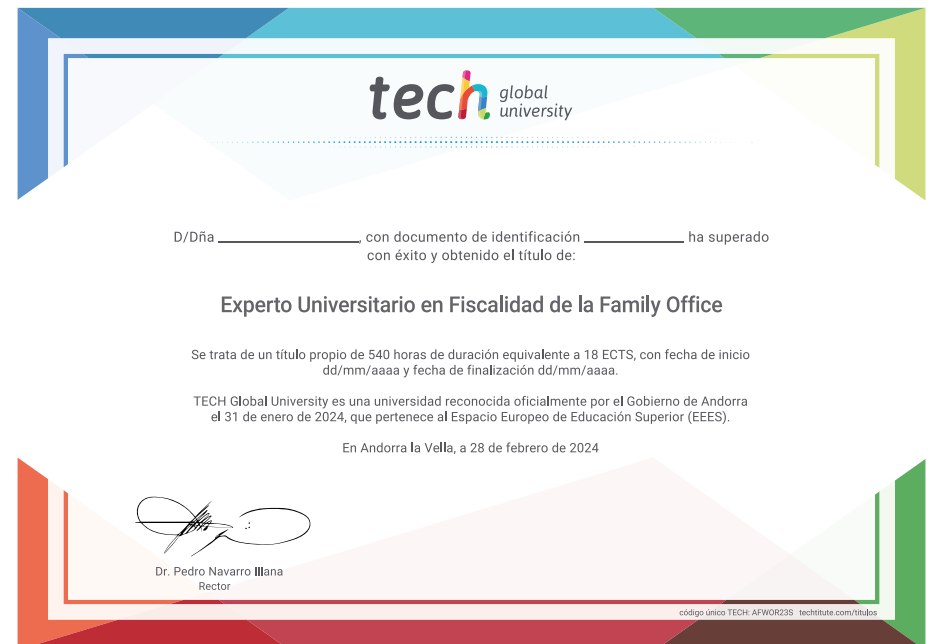 tech global university
D/Dña ____________________, con documento de identificación ______________ ha superado
con éxito y obtenido el título de:
Experto Universitario en Fiscalidad de la Family Office
Se trata de un título propio de 540 horas de duración equivalente a 18 ECTS, con fecha de inicio
dd/mm/aaaa y fecha de finalización dd/mm/aaaa.
TECH Global University es una universidad reconocida oficialmente por el Gobierno de Andorra
el 31 de enero de 2024, que pertenece al Espacio Europeo de Educación Superior (EEES).
En Andorra la Vella, a 28 de febrero de 2024
Dr. Pedro Navarro Illana
Rector
código único TECH: AFWOR23S techtitute.com/titulos